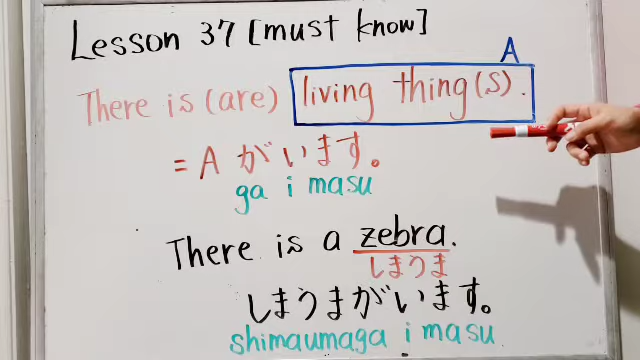 Lesson 37 [must know]
A
There is (are) living thing(s).
= A がいます。
ga i masu
There is a zebra.
しまうま
しまうまがいます。
shimaumaga i masu